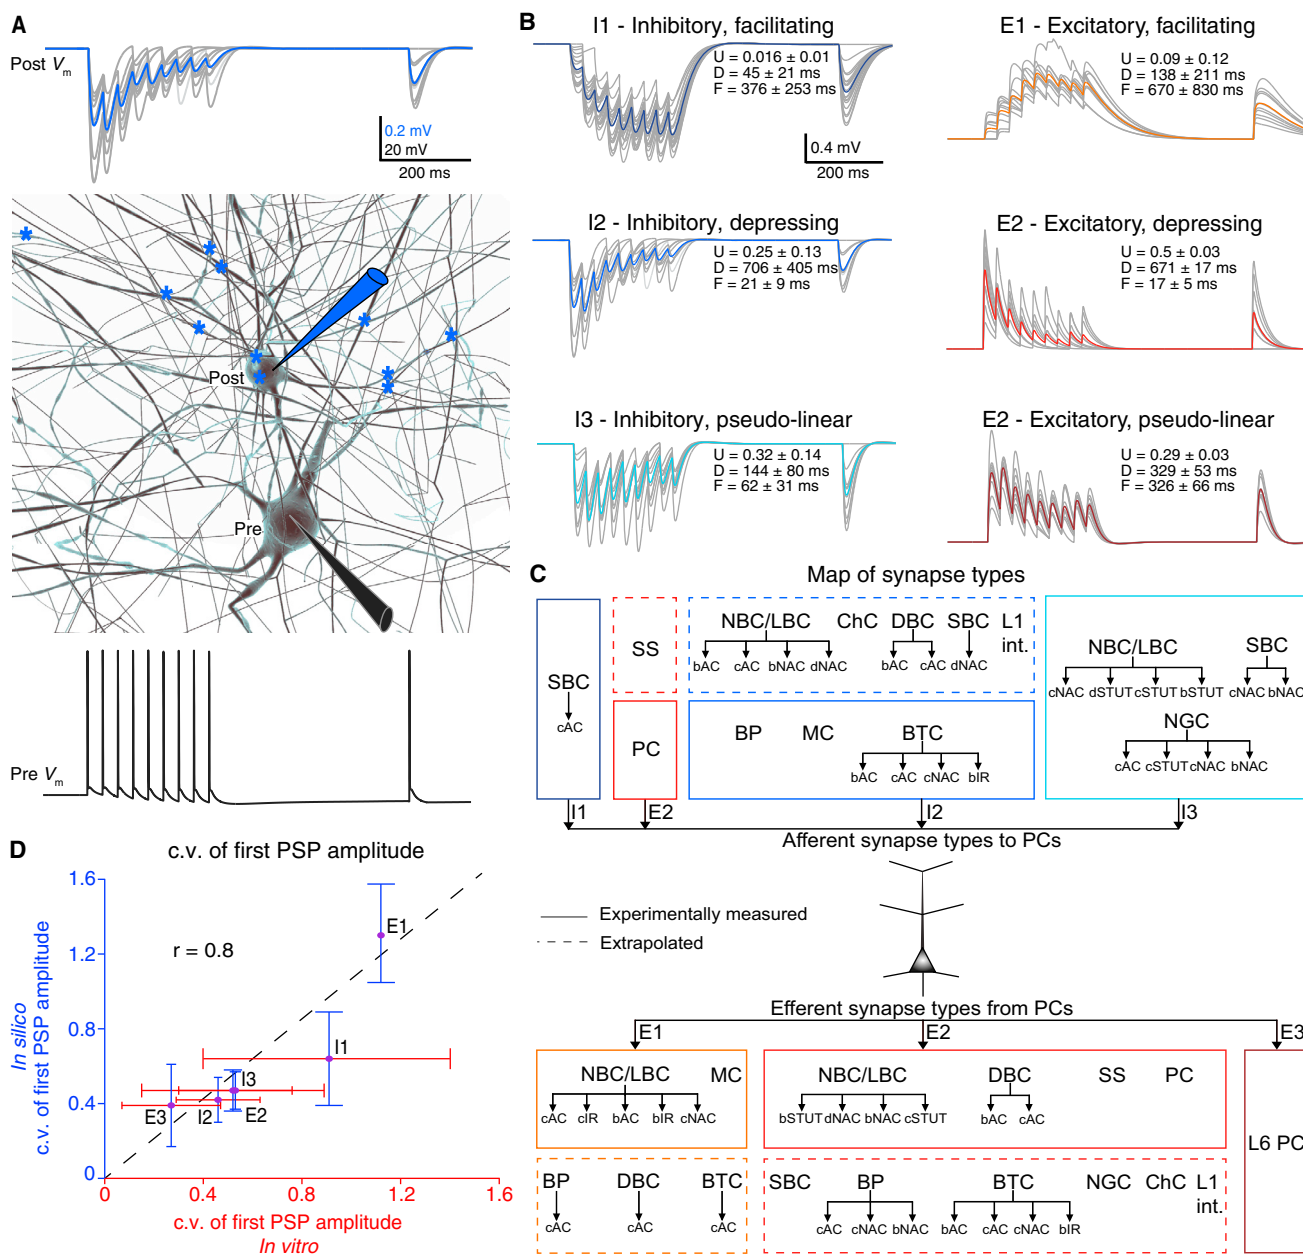 A
Post Vm
0.2 mV
20 mV
200 ms
Post
Pre
Pre Vm
B
I1 - Inhibitory, facilitating
U = 0.016 ± 0.01
D = 45 ± 21 ms
F = 376 ± 253 ms
0.4 mV
200 ms
E1 - Excitatory, facilitating
U = 0.09 ± 0.12
D = 138 ± 211 ms
F = 670 ± 830 ms
I2 - Inhibitory, depressing
U = 0.25 ± 0.13
D = 706 ± 405 ms
F = 21 ± 9 ms
E2 - Excitatory, depressing
U = 0.5 ± 0.03
D = 671 ± 17 ms
F = 17 ± 5 ms
I3 - Inhibitory, pseudo-linear
U = 0.32 ± 0.14
D = 144 ± 80 ms
F = 62 ± 31 ms
E2 - Excitatory, pseudo-linear
U = 0.29 ± 0.03
D = 329 ± 53 ms
F = 326 ± 66 ms
C
Map of synapse types
SBC
cAC
SS
PC
NBC/LBC ChC DBC SBC L1
int.
bAC cAC bNAC dNAC bAC cAC dNAC
BP MC BTC
bAC cAC cNAC bIR
NBC/LBC SBC
cNAC dSTUT cSTUT bSTUT cNAC bNAC
NGC
cAC cSTUT cNAC bNAC
I1 E2 I2 I3
Afferent synapse types to PCs
Experimentally measured
Extrapolated
Efferent synapse types from PCs
E1 E2 E3
NBC/LBC MC
cAC cIR bAC bIR cNAC
NBC/LBC DBC SS PC
bSTUT dNAC bNAC cSTUT bAC cAC
L6 PC
BP DBC BTC
cAC cAC cAC
SBC BP BTC NGC ChC L1
int.
cAC cNAC bNAC bAC cAC cNAC bIR
D
c.v. of first PSP amplitude
In silico
c.v. of first PSP amplitude
1.6
1.2
0.8
0.4
0
r = 0.8
E1
I1
I3
E3 I2 E2
0 0.4 0.8 1.2 1.6
c.v. of first PSP amplitude
In vitro